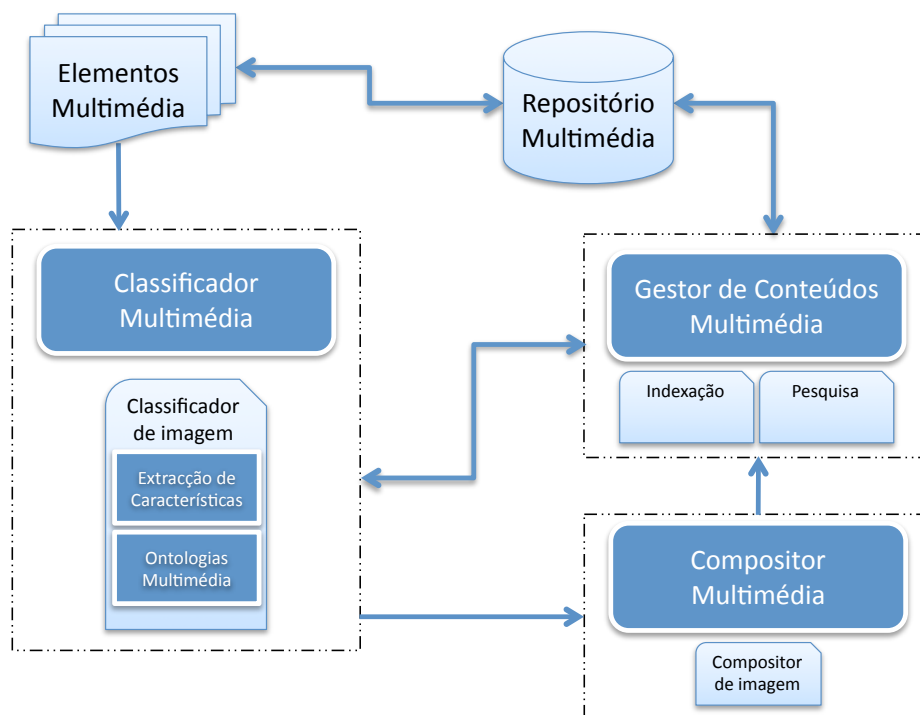 Elementos
Multimédia
Repositório
Multimédia
Classificador
Multimédia
Gestor de Conteúdos
Multimédia
Indexação
Pesquisa
Classificador
de imagem
Extracção de
Características
Ontologias
Multimédia
Compositor
Multimédia
Compositor
de imagem